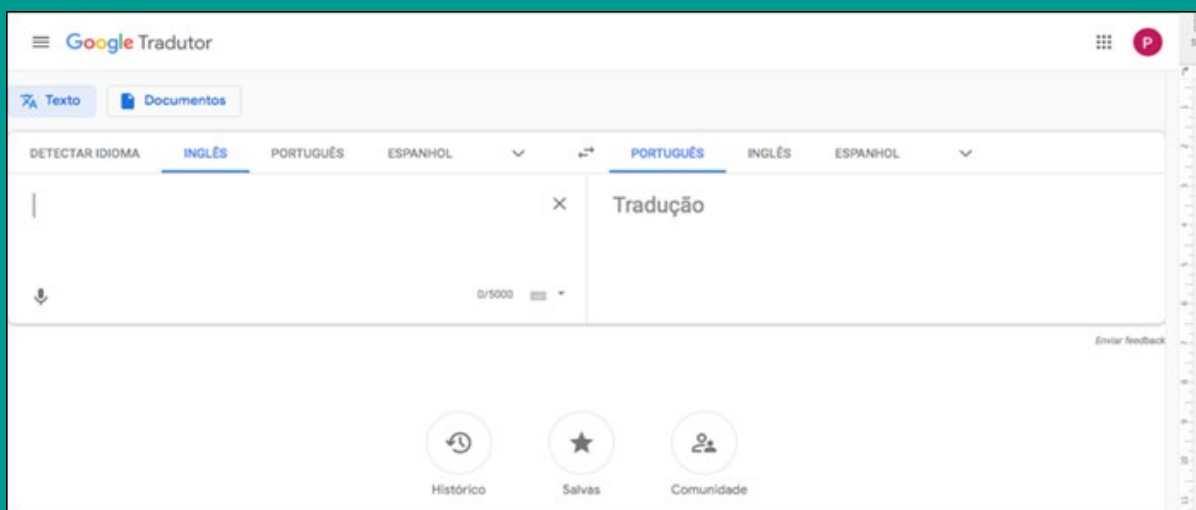 Google Tradutor
P
Texto Documentos
DETECTAR IDIOMA INGLÊS PORTUGUÊS ESPANHOL PORTUGUÊS INGLÊS ESPANHOL
Tradução
0/5000
Enviar feedback
Histórico Salvas Comunidade